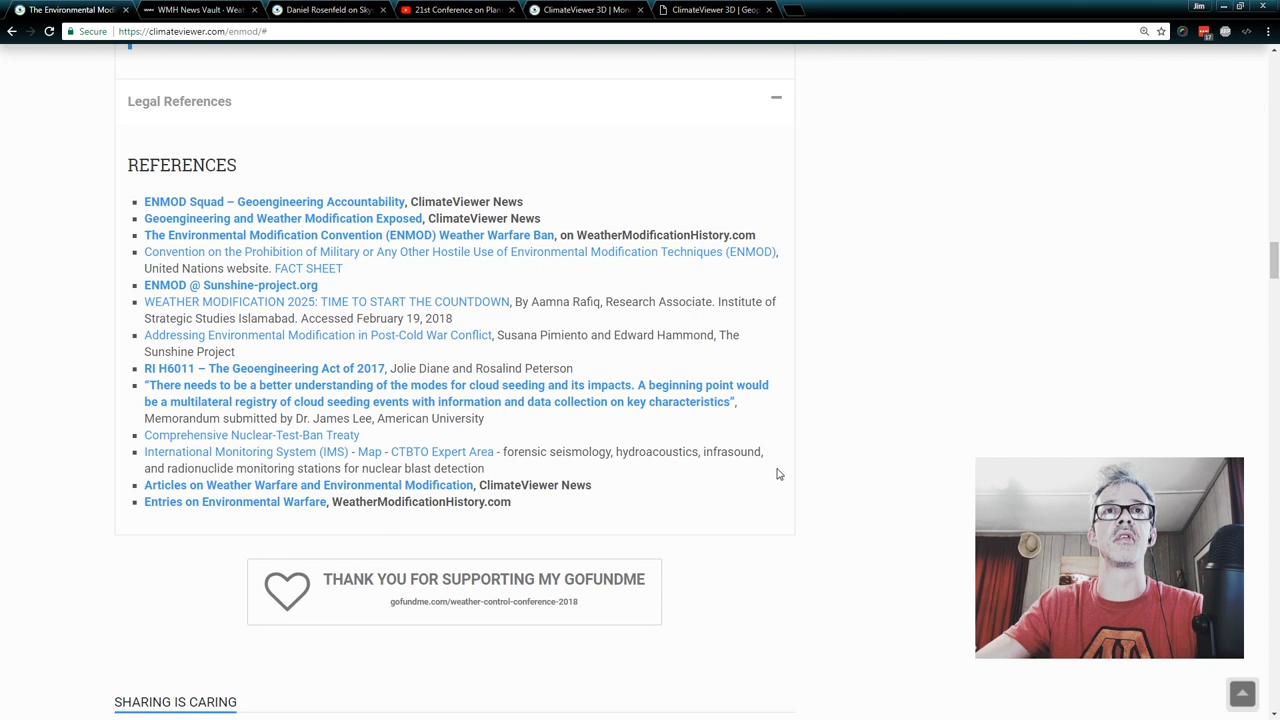 The Environmental Modif
WMH News Vault - Weat
Daniel Rosenfeld on Sky
21st Conference on Plan
ClimateViewer 3D | Mon
ClimateViewer 3D | Geop
Jim
Secure
https://climateviewer.com/enmod/#
17
Legal References
REFERENCES
ENMOD Squad – Geoengineering Accountability, ClimateViewer News
Geoengineering and Weather Modification Exposed, ClimateViewer News
The Environmental Modification Convention (ENMOD) Weather Warfare Ban, on WeatherModificationHistory.com
Convention on the Prohibition of Military or Any Other Hostile Use of Environmental Modification Techniques (ENMOD),
United Nations website. FACT SHEET
ENMOD @ Sunshine-project.org
WEATHER MODIFICATION 2025: TIME TO START THE COUNTDOWN, By Aamna Rafiq, Research Associate. Institute of
Strategic Studies Islamabad. Accessed February 19, 2018
Addressing Environmental Modification in Post-Cold War Conflict, Susana Pimiento and Edward Hammond, The
Sunshine Project
RI H6011 – The Geoengineering Act of 2017, Jolie Diane and Rosalind Peterson
“There needs to be a better understanding of the modes for cloud seeding and its impacts. A beginning point would
be a multilateral registry of cloud seeding events with information and data collection on key characteristics”,
Memorandum submitted by Dr. James Lee, American University
Comprehensive Nuclear-Test-Ban Treaty
International Monitoring System (IMS) - Map - CTBTO Expert Area - forensic seismology, hydroacoustics, infrasound,
and radionuclide monitoring stations for nuclear blast detection
Articles on Weather Warfare and Environmental Modification, ClimateViewer News
Entries on Environmental Warfare, WeatherModificationHistory.com
THANK YOU FOR SUPPORTING MY GOFUNDME
gofundme.com/weather-control-conference-2018
SHARING IS CARING